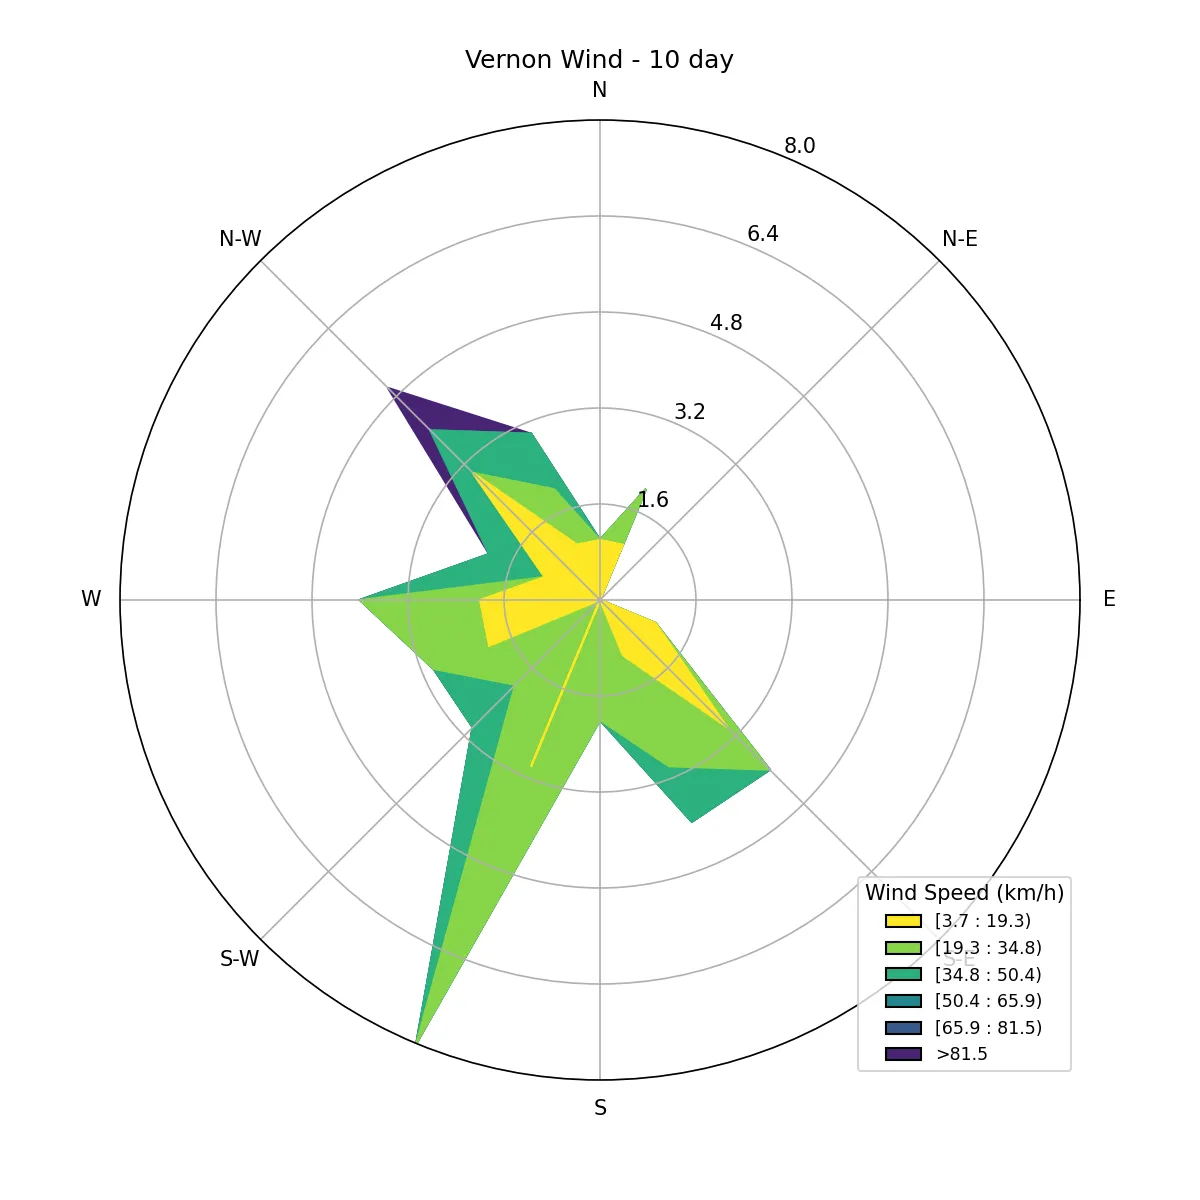 Vernon Wind - 10 day
N
8.0
6.4
N-W
N-E
4.8
3.2
1.6
W
E
S-W
S-E
S
Wind Speed (km/h)
[3.7 : 19.3)
[19.3 : 34.8)
[34.8 : 50.4)
[50.4 : 65.9)
[65.9 : 81.5)
>81.5